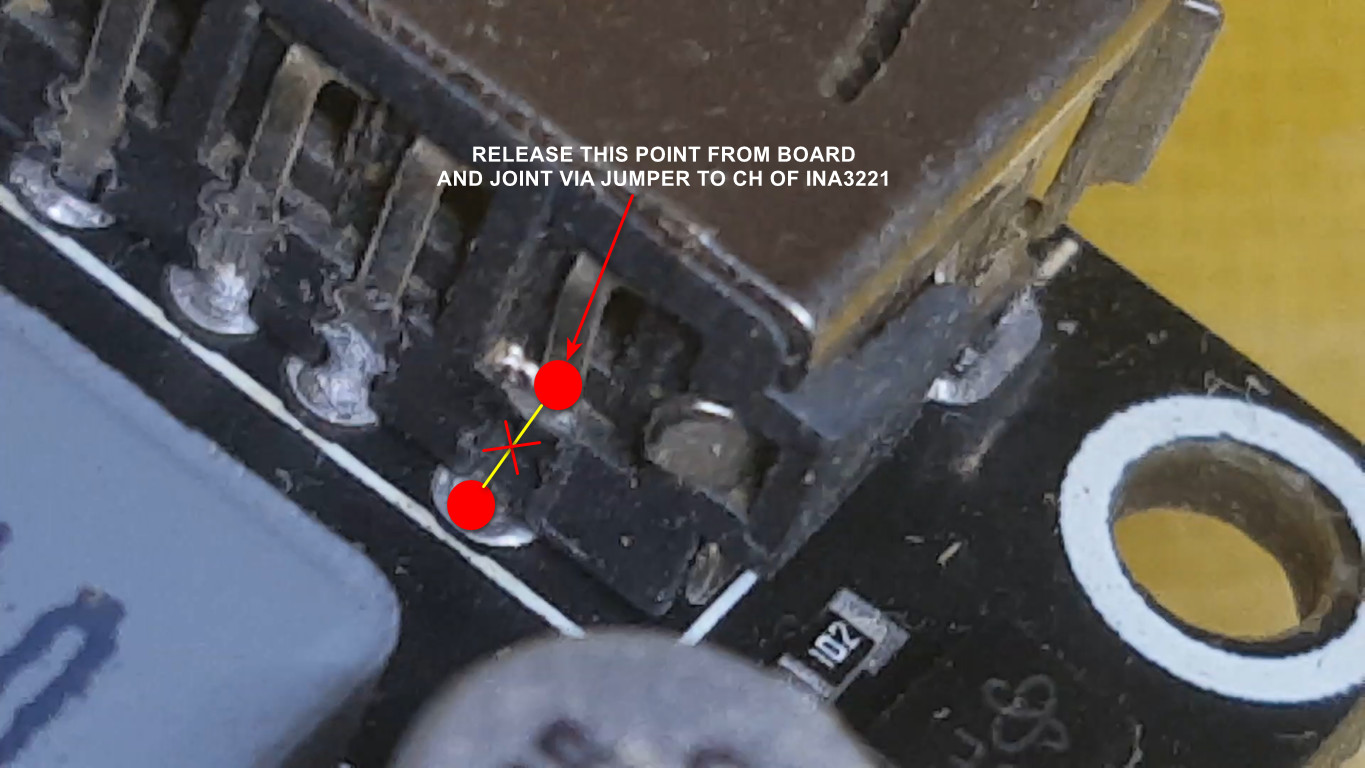 RELEASE THIS POINT FROM BOARD
AND JOINT VIA JUMPER TO CH OF INA3221
102